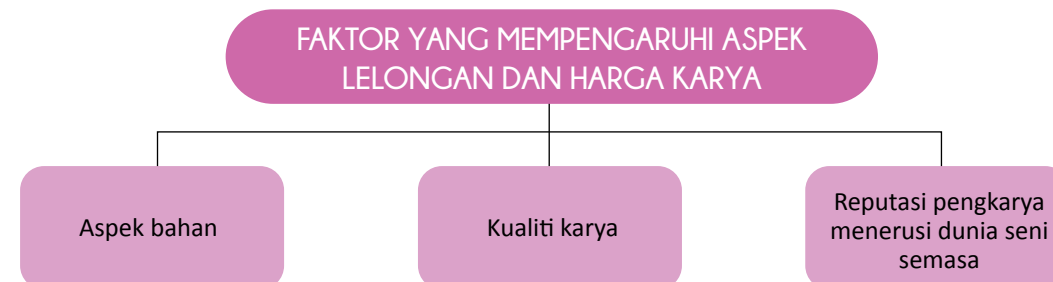 FAKTOR YANG MEMPENGARUHI ASPEK
LELONGAN DAN HARGA KARYA
Aspek bahan
Kualiti karya
Reputasi pengkarya
menerusi dunia seni
semasa